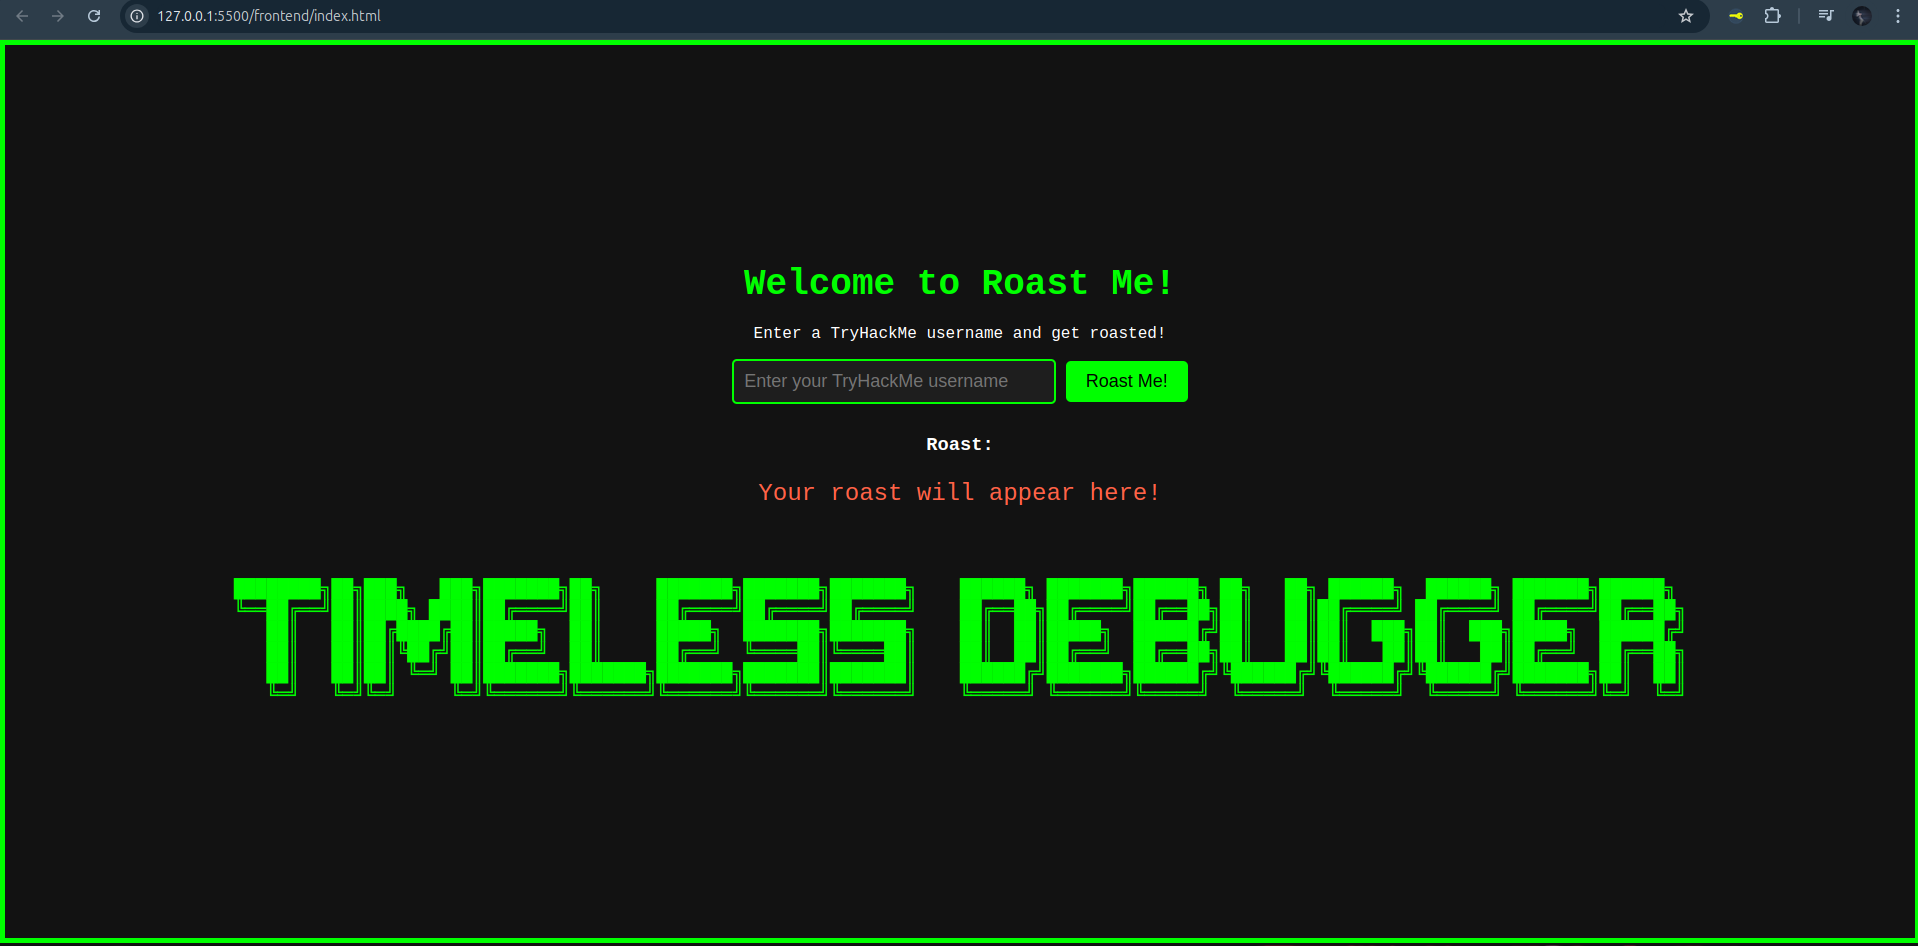 127.0.0.1:5500/frontend/index.html
Welcome to Roast Me!
Enter a TryHackMe username and get roasted!
Enter your TryHackMe username
Roast Me!
Roast:
Your roast will appear here!
TIMELESS DEBUGGER